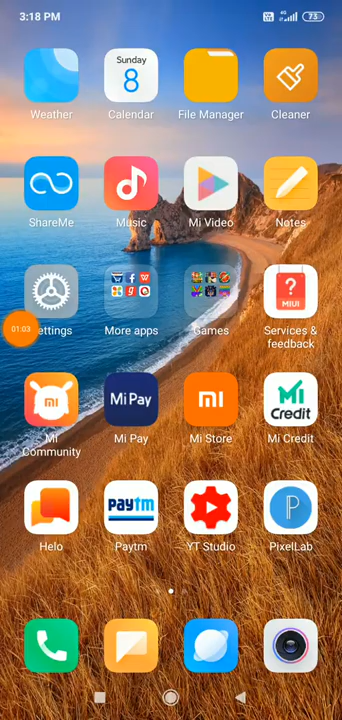 3:18 PM
4G
73
Sunday
8
Weather
Calendar
File Manager
Cleaner
ShareMe
Music
Mi Video
Notes
01:03
ettings
More apps
Games
MIUI
Services &
feedback
Mi Pay
Mi
Credit
Mi
Community
Mi Pay
Mi Store
Mi Credit
paytm
Helo
Paytm
YT Studio
PixelLab